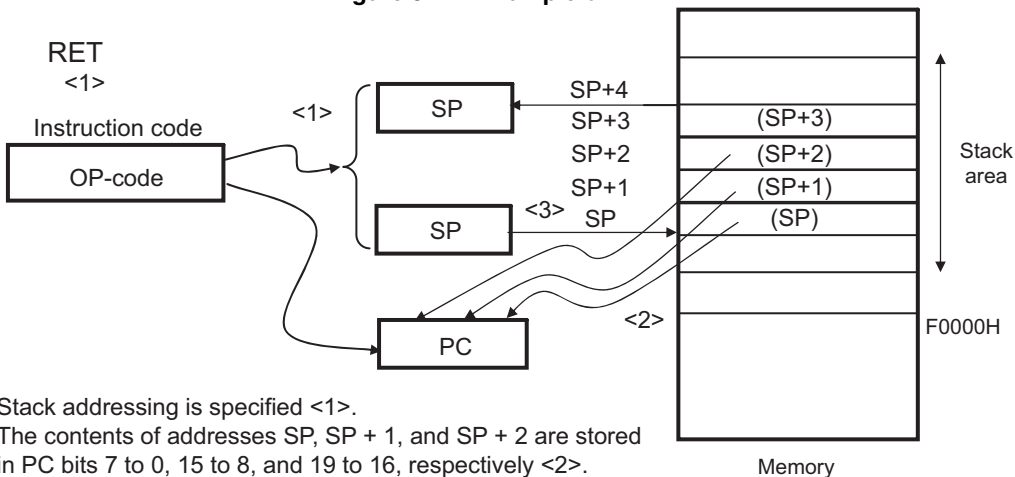 RET
<1>
Instruction code
OP-code
<1>
SP
SP
<3>
SP+4
SP+3
SP+2
SP+1
SP
(SP+3)
(SP+2)
(SP+1)
(SP)
Stack
area
<2>
F0000H
PC
Stack addressing is specified <1>.
The contents of addresses SP, SP + 1, and SP + 2 are stored
in PC bits 7 to 0, 15 to 8, and 19 to 16, respectively <2>.
Memory